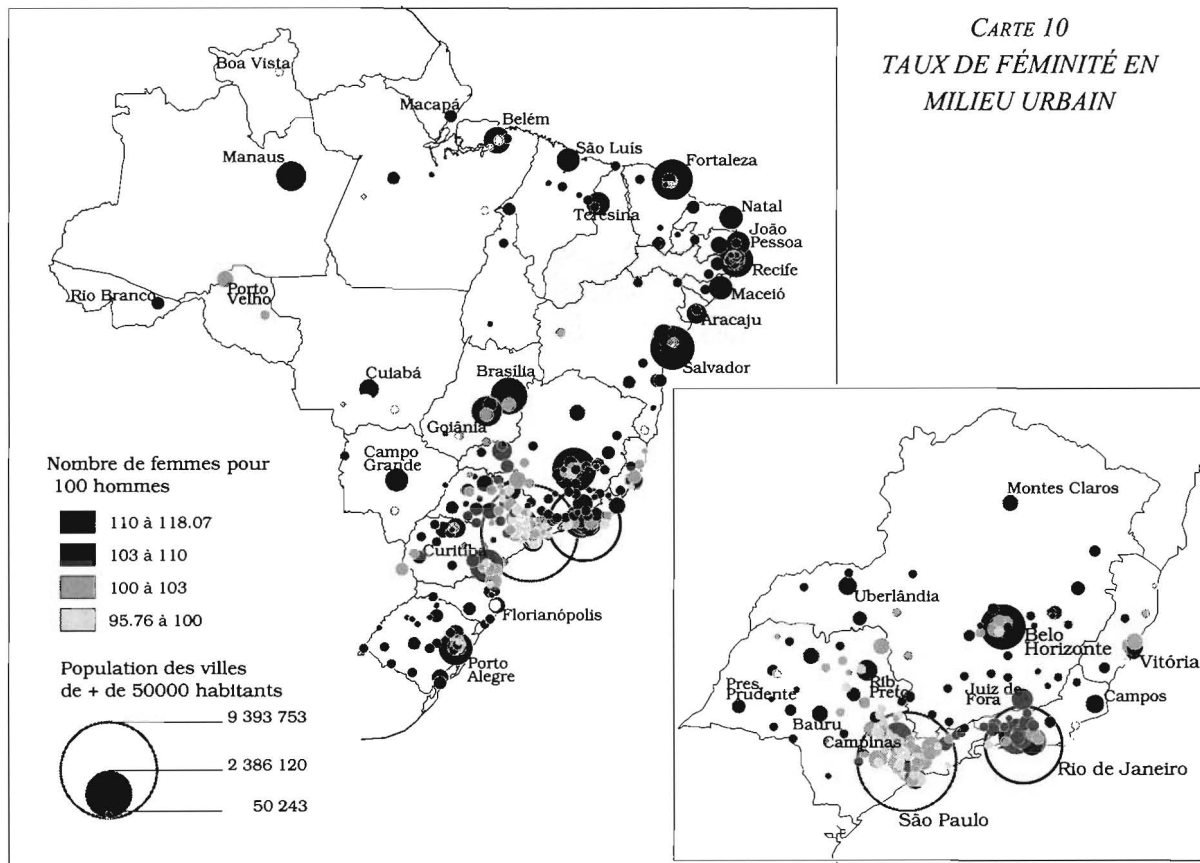 CARTE 10
TAUX DE FÉMINITÉ EN
MILIEU URBAIN
Boa Vista
Macapá
Belém
São Luís
Fortaleza
Manaus
Teresina
Natal
João
Pessoa
Recife
Rio Branco
Porto
Velho
Maceió
Aracaju
Salvador
Cuiabá
Brasília
Goiânia
Campo
Grande
Curitiba
Florianópolis
Porto
Alegre
Nombre de femmes pour
100 hommes
110 à 118.07
103 à 110
100 à 103
95.76 à 100
Population des villes
de + de 50000 habitants
9 393 753
2 386 120
50 243
Montes Claros
Uberlândia
Belo
Horizonte
Vitória
Pres.
Prudente
Rib.
Preto
Juiz de
Fora
Campos
Bauru
Campinas
Rio de Janeiro
São Paulo